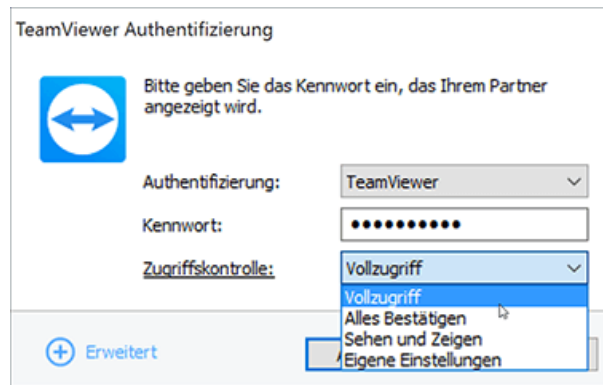 TeamViewer Authentifizierung
Bitte geben Sie das Kennwort ein, das Ihrem Partner
angezeigt wird.
Authentifizierung: TeamViewer
Kennwort: ●●●●●●●●●●
Zugriffskontrolle: Vollzugriff
Vollzugriff
Alles Bestätigen
Sehen und Zeigen
Eigene Einstellungen
Erweitert